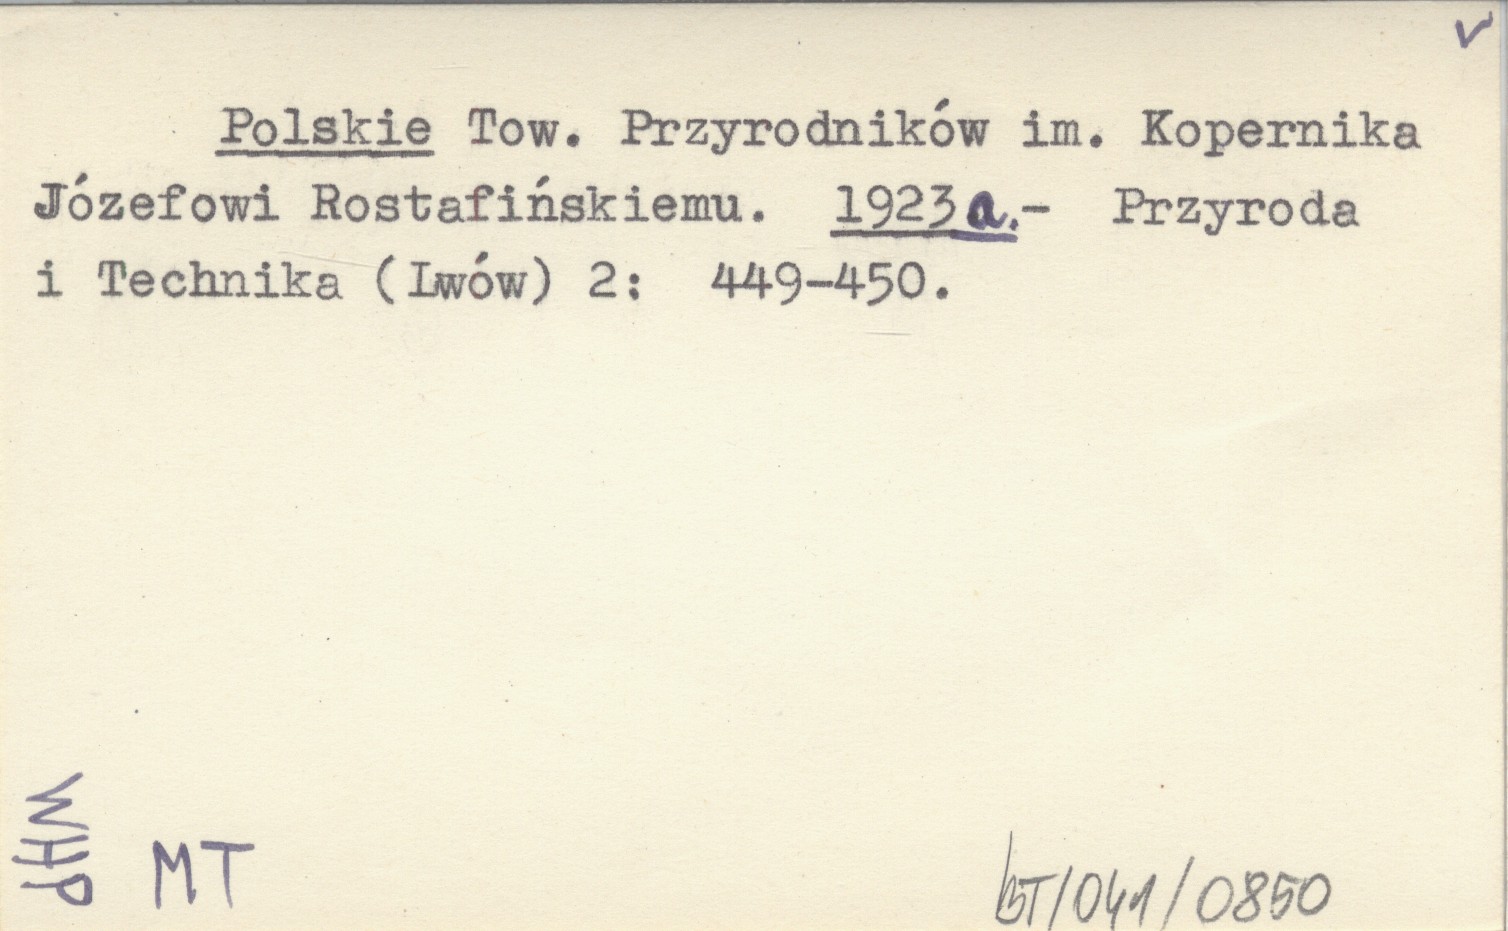 v
Polskie Tow. Przyrodników im. Kopernika
Józefowi Rostafińskiemu. 1923a.- Przyroda
i Technika (Lwów) 2: 449-450.
WHP
MT
BT/041/0850